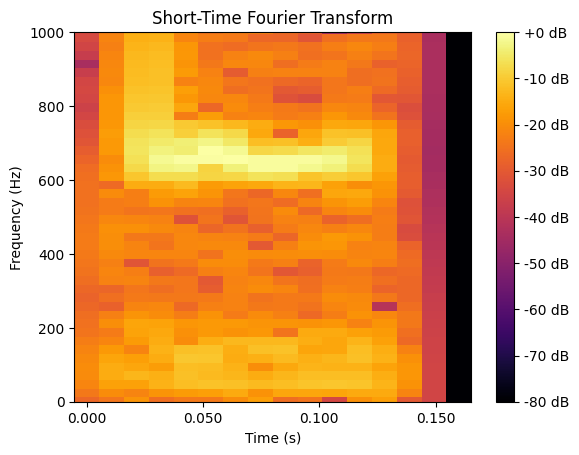 Short-Time Fourier Transform
1000
800
600
400
200
0
Frequency (Hz)
0.000
0.050
0.100
0.150
Time (s)
+0 dB
-10 dB
-20 dB
-30 dB
-40 dB
-50 dB
-60 dB
-70 dB
-80 dB